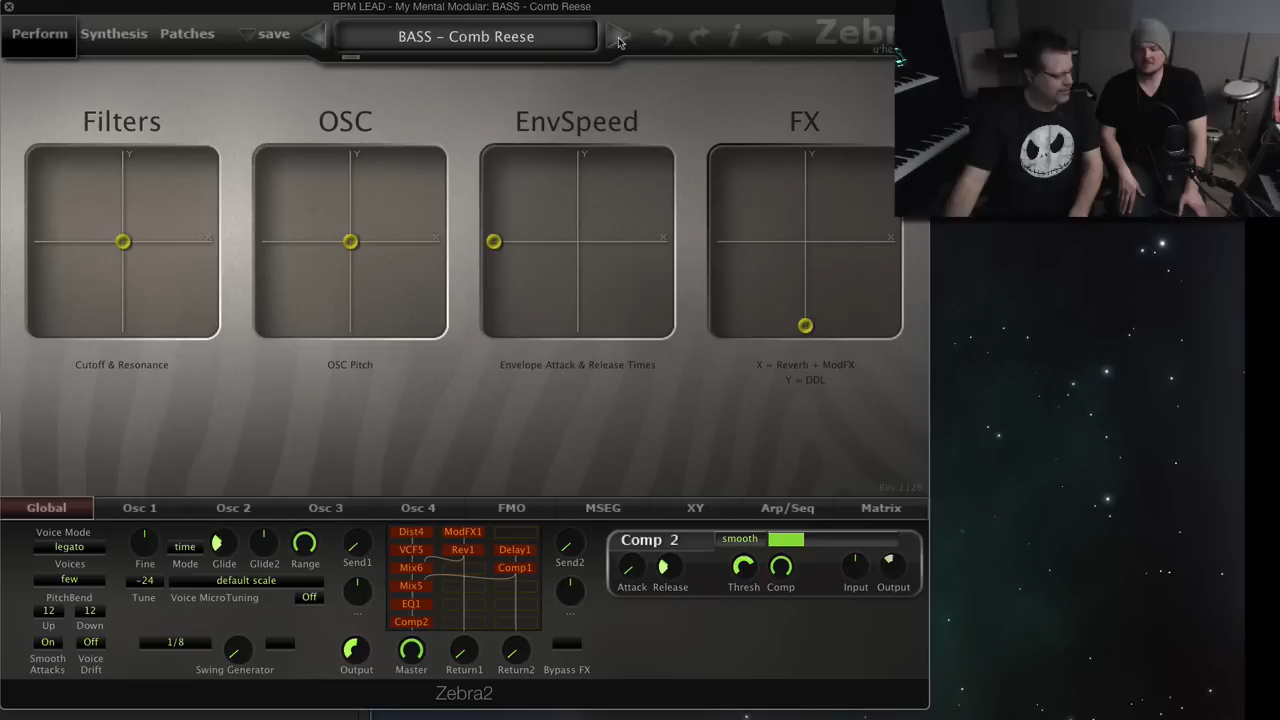 BPM LEAD - My Mental Modular: BASS - Comb Reese
Perform Synthesis Patches save BASS - Comb Reese Zebr
u'he
Filters OSC EnvSpeed FX
Y Y Y Y
X X X X
Cutoff & Resonance OSC Pitch Envelope Attack & Release Times X = Reverb + ModFX
Y = DDL
Rev.2126
Global Osc 1 Osc 2 Osc 3 Osc 4 FMO MSEG XY Arp/Seq Matrix
Voice Mode
legato
Voices
few
PitchBend
12 12
Up Down
On Off
Smooth Attacks Voice Drift
Fine Mode Glide Glide2 Range
time
-24 default scale
Tune Voice MicroTuning Off
1/8
Swing Generator
Send1
...
Output
Dist4 ModFX1
VCF5 Rev1 Delay1
Mix6 Comp1
Mix5
EQ1
Comp2
Master Return1 Return2
Send2
...
Bypass FX
Comp 2 smooth
Attack Release Thresh Comp Input Output
Zebra2